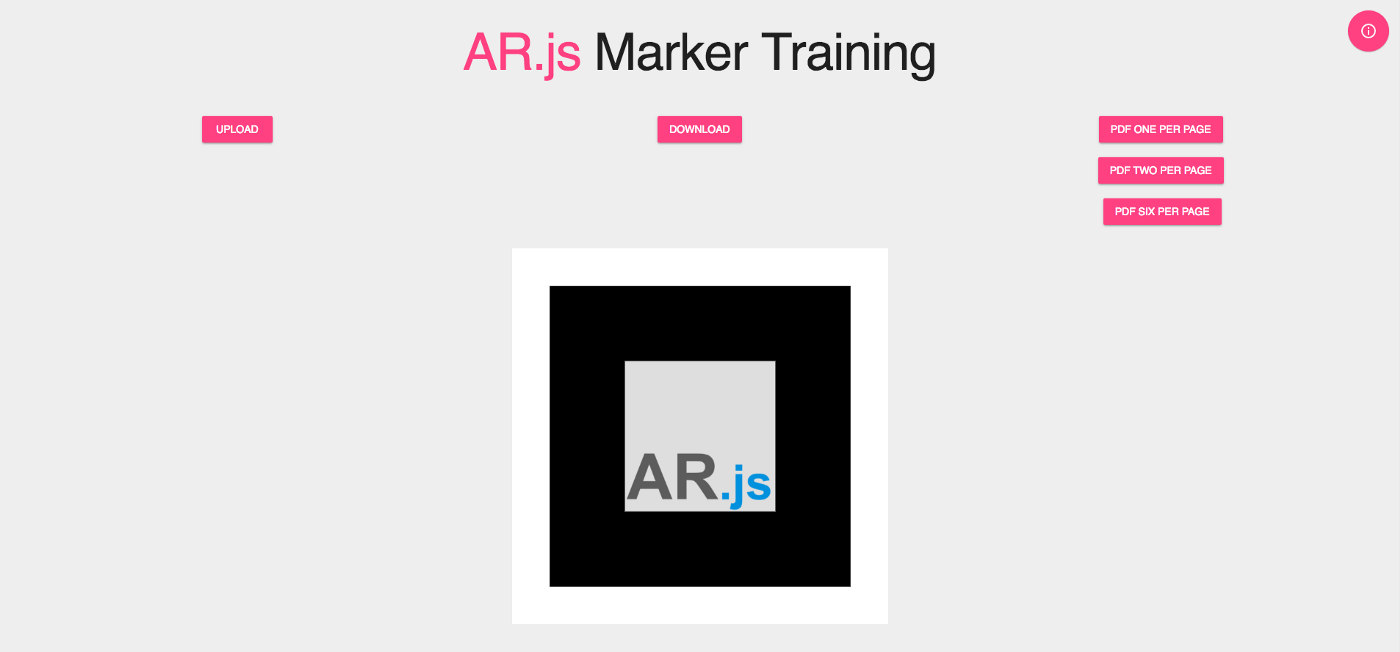 AR.js Marker Training
UPLOAD
DOWNLOAD
PDF ONE PER PAGE
PDF TWO PER PAGE
PDF SIX PER PAGE
AR.js